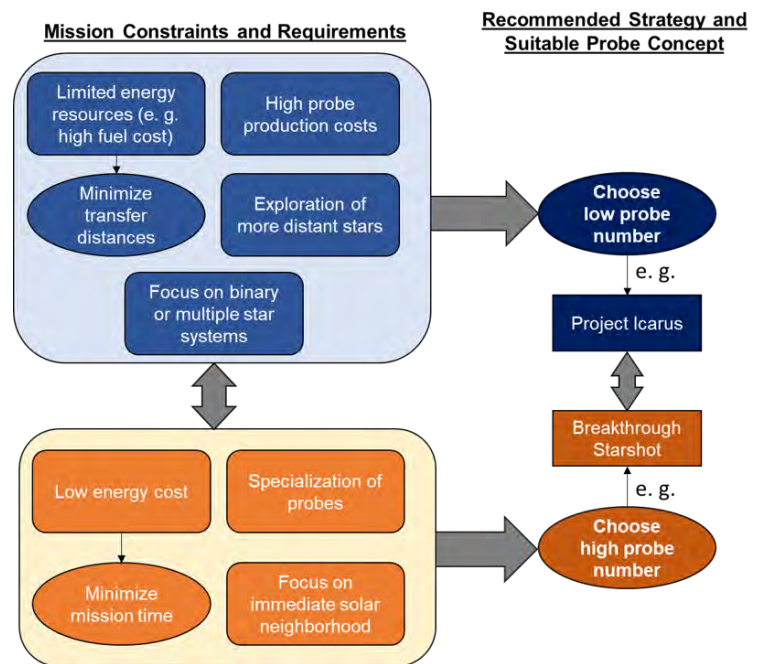 Mission Constraints and Requirements
Recommended Strategy and
Suitable Probe Concept
Limited energy
resources (e. g.
high fuel cost)
High probe
production costs
Minimize
transfer
distances
Exploration of
more distant stars
Focus on binary
or multiple star
systems
Choose
low probe
number
e. g.
Project Icarus
Low energy cost
Specialization of
probes
Minimize
mission time
Focus on
immediate solar
neighborhood
Breakthrough
Starshot
e. g.
Choose
high probe
number